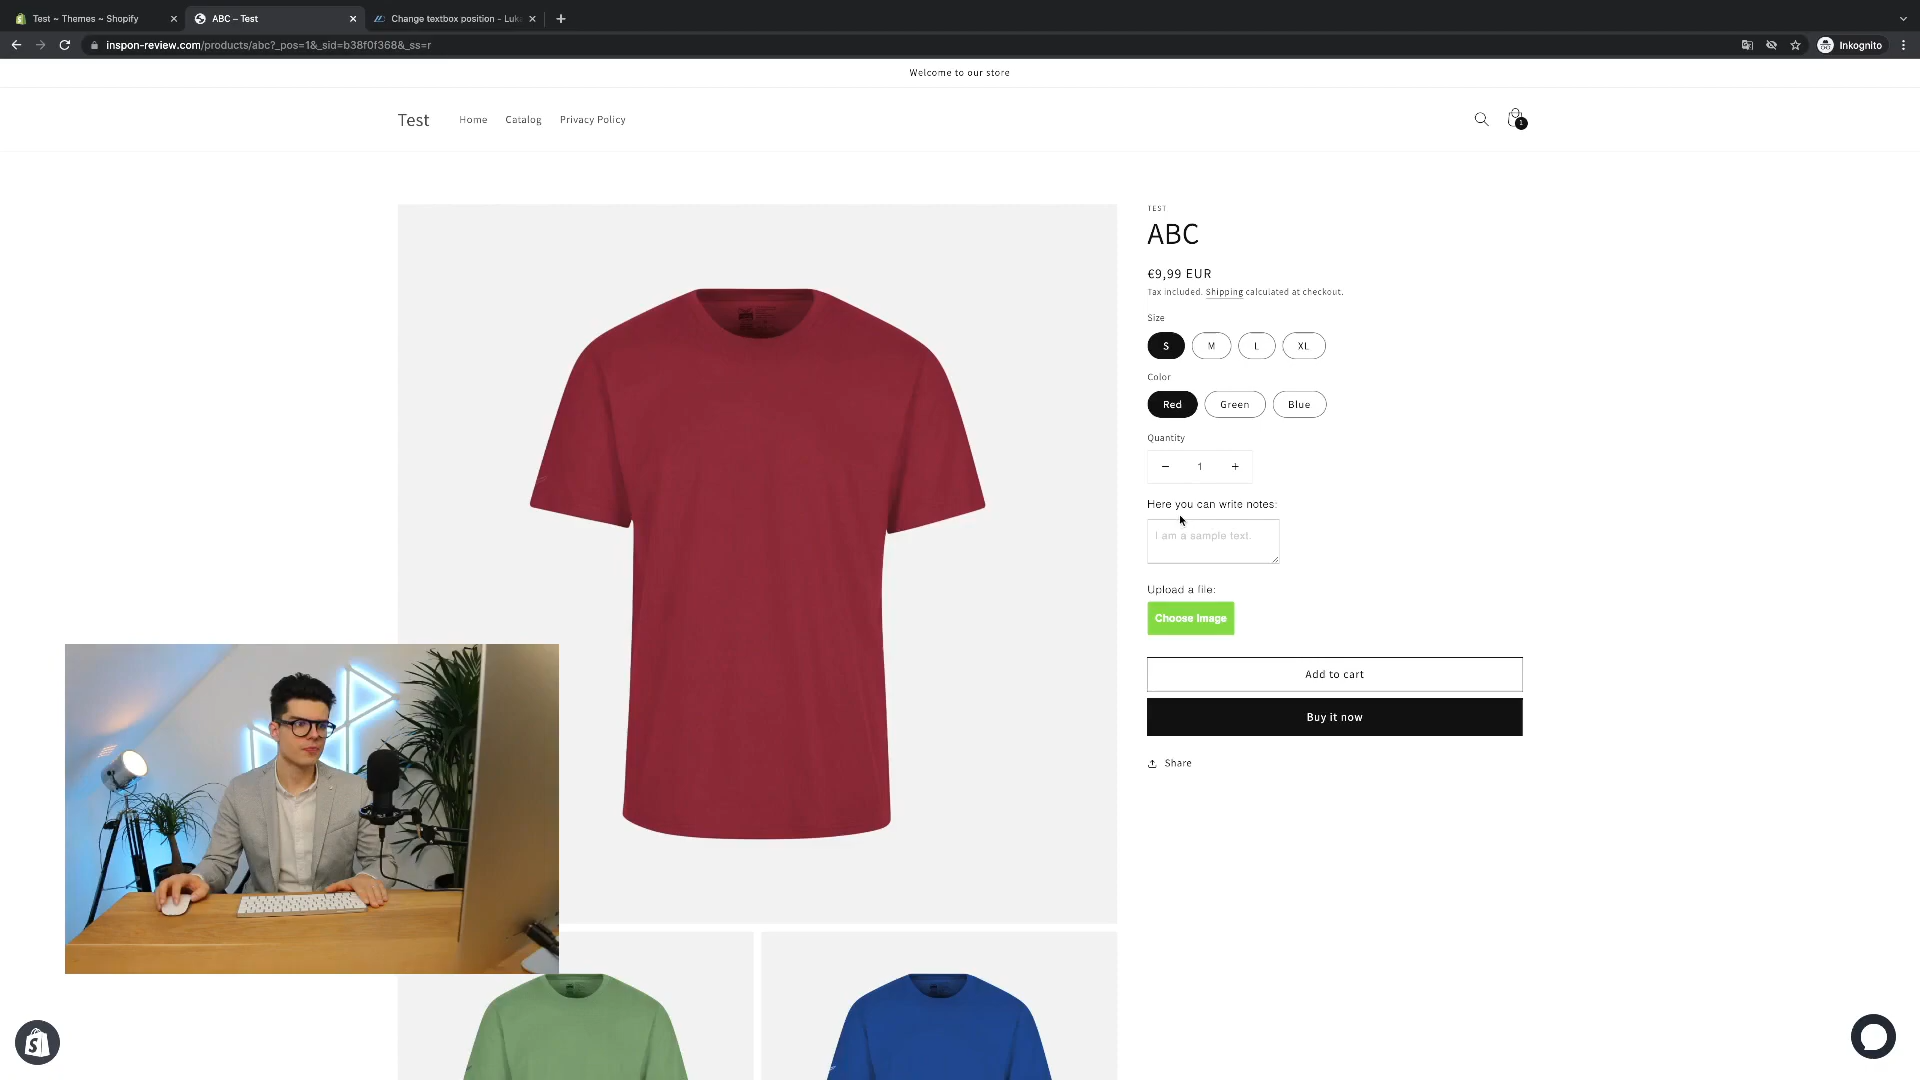 Test ~ Themes ~ Shopify
ABC – Test
Change textbox position - Luk
inspon-review.com/products/abc?_pos=1&_sid=b38f0f368&_ss=r
Inkognito
Welcome to our store
Test
Home
Catalog
Privacy Policy
1
TEST
ABC
€9,99 EUR
Tax included. Shipping calculated at checkout.
Size
S
M
L
XL
Color
Red
Green
Blue
Quantity
1
Here you can write notes:
I am a sample text.
Upload a file:
Choose Image
Add to cart
Buy it now
Share